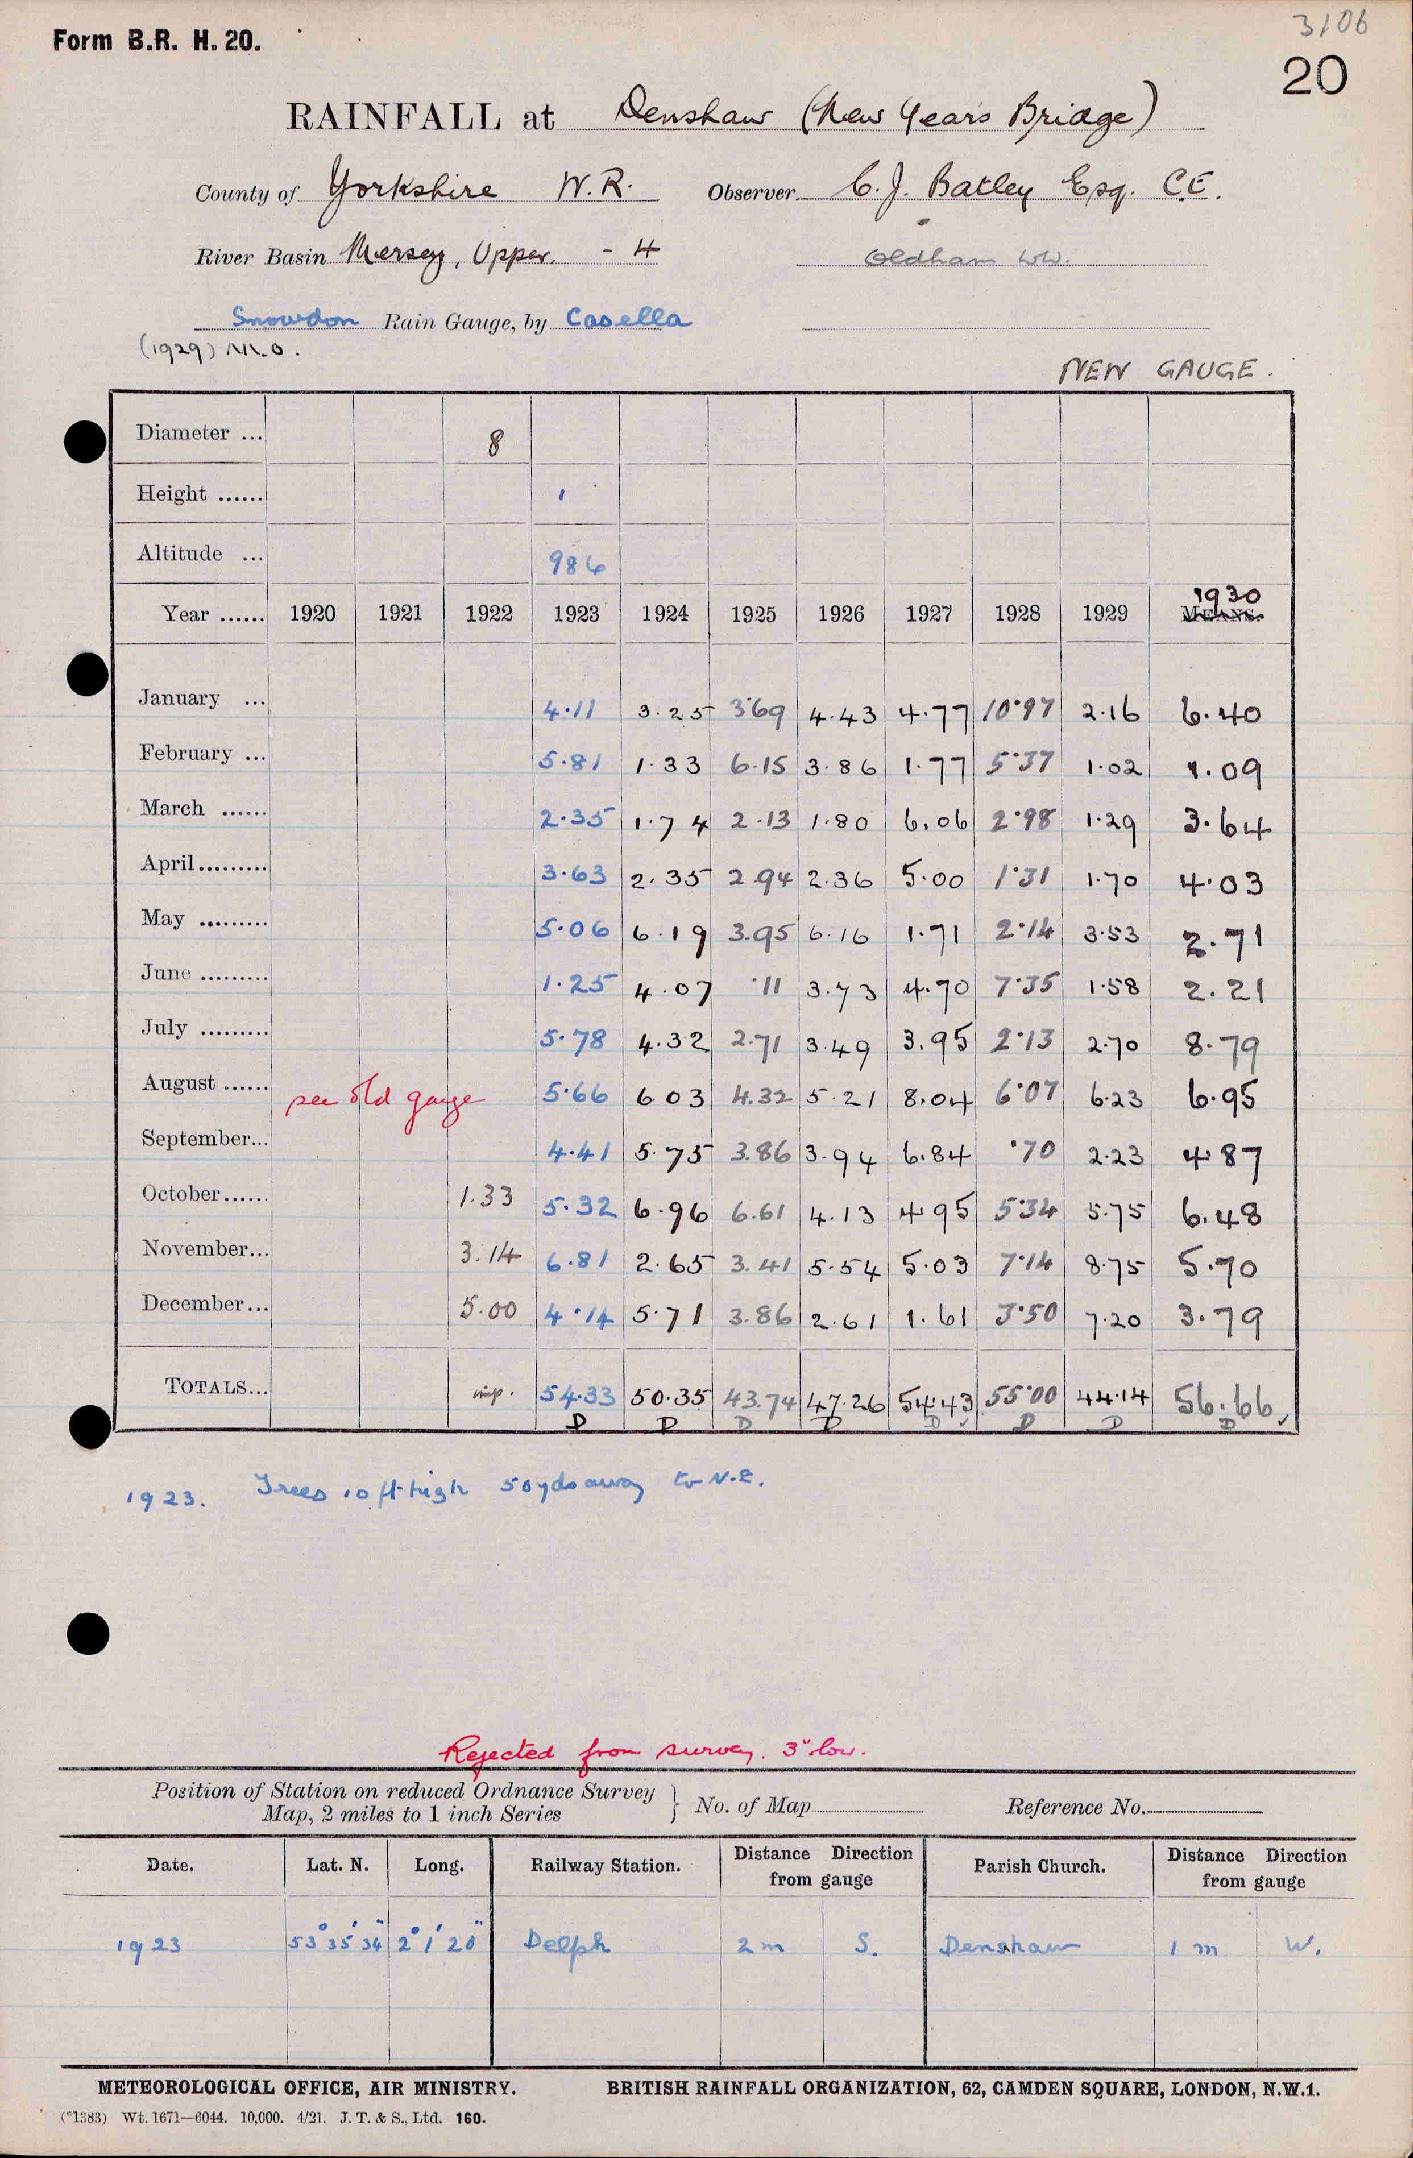 3106
Form B.R. H. 20.
20
RAINFALL at Denshaw (New Years Bridge)
County of Yorkshire W.R. Observer C. J. Batley Esq. C.E.
River Basin Mersey, Upper. - 4 Oldham WW.
Snowdon Rain Gauge, by Casella
(1929) M.O.
NEW GAUGE.
Diameter ... 8
Height ...... 1
Altitude ... 986
Year ...... 1920 1921 1922 1923 1924 1925 1926 1927 1928 1929 1930 MEANS.
January ... 4.11 3.25 3.69 4.43 4.77 10.97 2.16 6.40
February ... 5.81 1.33 6.15 3.86 1.77 5.37 1.02 1.09
March ...... 2.35 1.74 2.13 1.80 6.06 2.98 1.29 3.64
April ......... 3.63 2.35 2.94 2.36 5.00 1.31 1.70 4.03
May ......... 5.06 6.19 3.95 6.16 1.71 2.14 3.53 2.71
June ......... 1.25 4.07 .11 3.73 4.70 7.35 1.58 2.21
July ......... 5.78 4.32 2.71 3.49 3.95 2.13 2.70 8.79
August ...... see old gauge 5.66 6 03 4.32 5.21 8.04 6.07 6.23 6.95
September... 4.41 5.75 3.86 3.94 6.84 .70 2.23 4.87
October...... 1.33 5.32 6.96 6.61 4.13 4.95 5.34 5.75 6.48
November... 3.14 6.81 2.65 3.41 5.54 5.03 7.14 8.75 5.70
December... 5.00 4.14 5.71 3.86 2.61 1.61 3.50 7.20 3.79
TOTALS... imp. 54.33 50.35 43.74 47.26 54.43 55.00 44.14 56.66
D D D D D D D D
1923. Trees 10 ft high 50 yds away to N.E.
Rejected from survey. 3" low.
Position of Station on reduced Ordnance Survey
Map, 2 miles to 1 inch Series } No. of Map Reference No.
Date. Lat. N. Long. Railway Station. Distance Direction from gauge Parish Church. Distance Direction from gauge
1923 53° 35' 34" 2° 1' 20" Delph 2 m S. Denshaw 1 m W.
METEOROLOGICAL OFFICE, AIR MINISTRY. BRITISH RAINFALL ORGANIZATION, 62, CAMDEN SQUARE, LONDON, N.W.1.
(*1383) Wt. 1671—6044. 10,000. 4/21. J. T. & S., Ltd. 160.